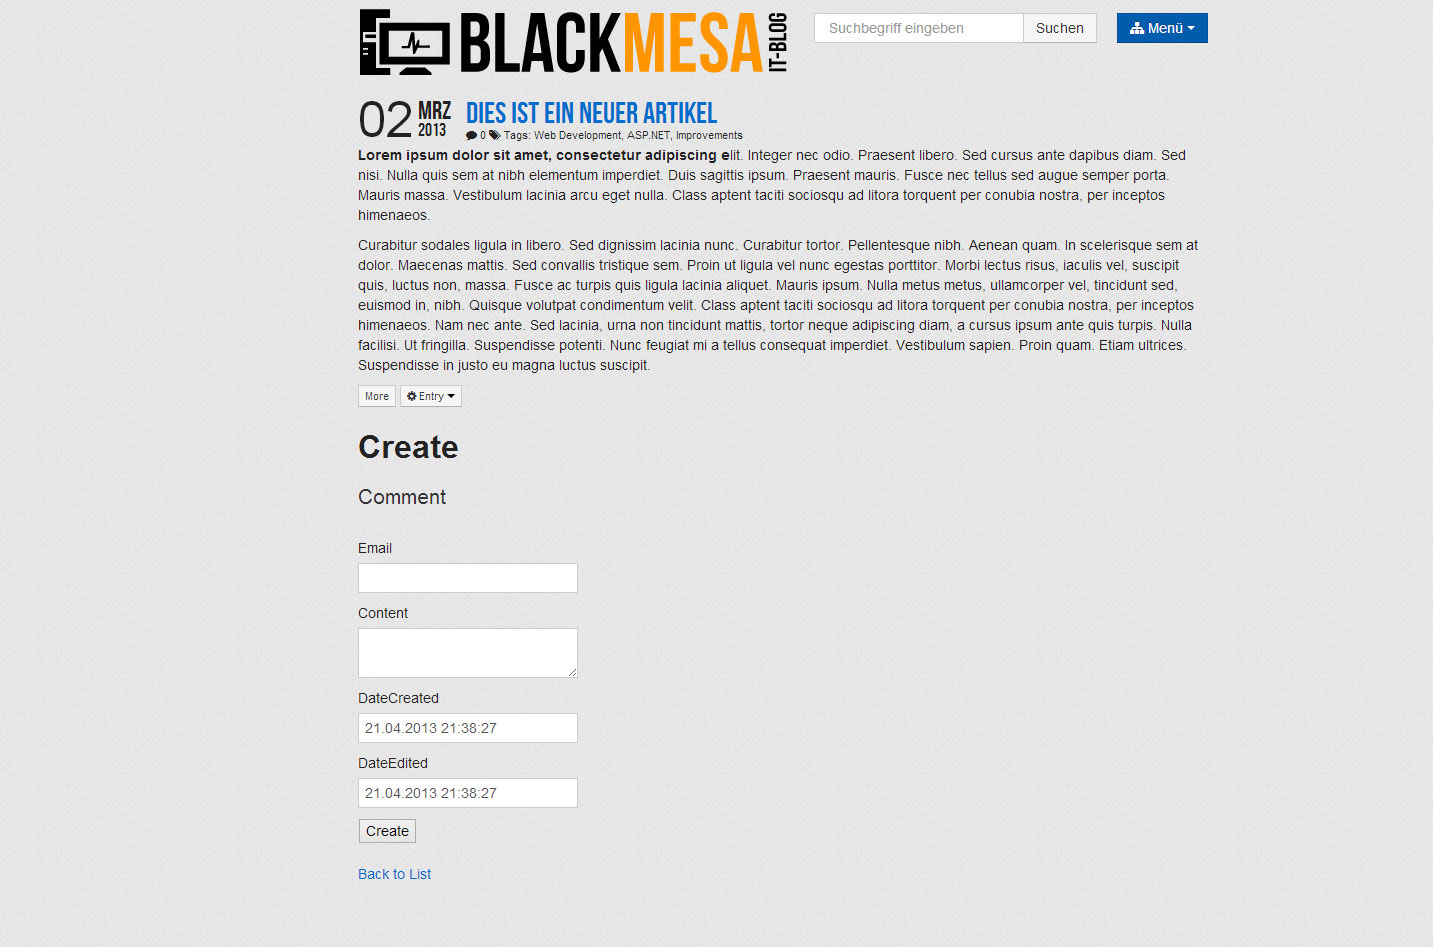 BLACKMESA IT-BLOG
Suchbegriff eingeben Suchen Menü
02 MRZ 2013 DIES IST EIN NEUER ARTIKEL
0 Tags: Web Development, ASP.NET, Improvements
Lorem ipsum dolor sit amet, consectetur adipiscing elit. Integer nec odio. Praesent libero. Sed cursus ante dapibus diam. Sed
nisi. Nulla quis sem at nibh elementum imperdiet. Duis sagittis ipsum. Praesent mauris. Fusce nec tellus sed augue semper porta.
Mauris massa. Vestibulum lacinia arcu eget nulla. Class aptent taciti sociosqu ad litora torquent per conubia nostra, per inceptos
himenaeos.
Curabitur sodales ligula in libero. Sed dignissim lacinia nunc. Curabitur tortor. Pellentesque nibh. Aenean quam. In scelerisque sem at
dolor. Maecenas mattis. Sed convallis tristique sem. Proin ut ligula vel nunc egestas porttitor. Morbi lectus risus, iaculis vel, suscipit
quis, luctus non, massa. Fusce ac turpis quis ligula lacinia aliquet. Mauris ipsum. Nulla metus metus, ullamcorper vel, tincidunt sed,
euismod in, nibh. Quisque volutpat condimentum velit. Class aptent taciti sociosqu ad litora torquent per conubia nostra, per inceptos
himenaeos. Nam nec ante. Sed lacinia, urna non tincidunt mattis, tortor neque adipiscing diam, a cursus ipsum ante quis turpis. Nulla
facilisi. Ut fringilla. Suspendisse potenti. Nunc feugiat mi a tellus consequat imperdiet. Vestibulum sapien. Proin quam. Etiam ultrices.
Suspendisse in justo eu magna luctus suscipit.
More Entry
Create
Comment
Email
Content
DateCreated
21.04.2013 21:38:27
DateEdited
21.04.2013 21:38:27
Create
Back to List